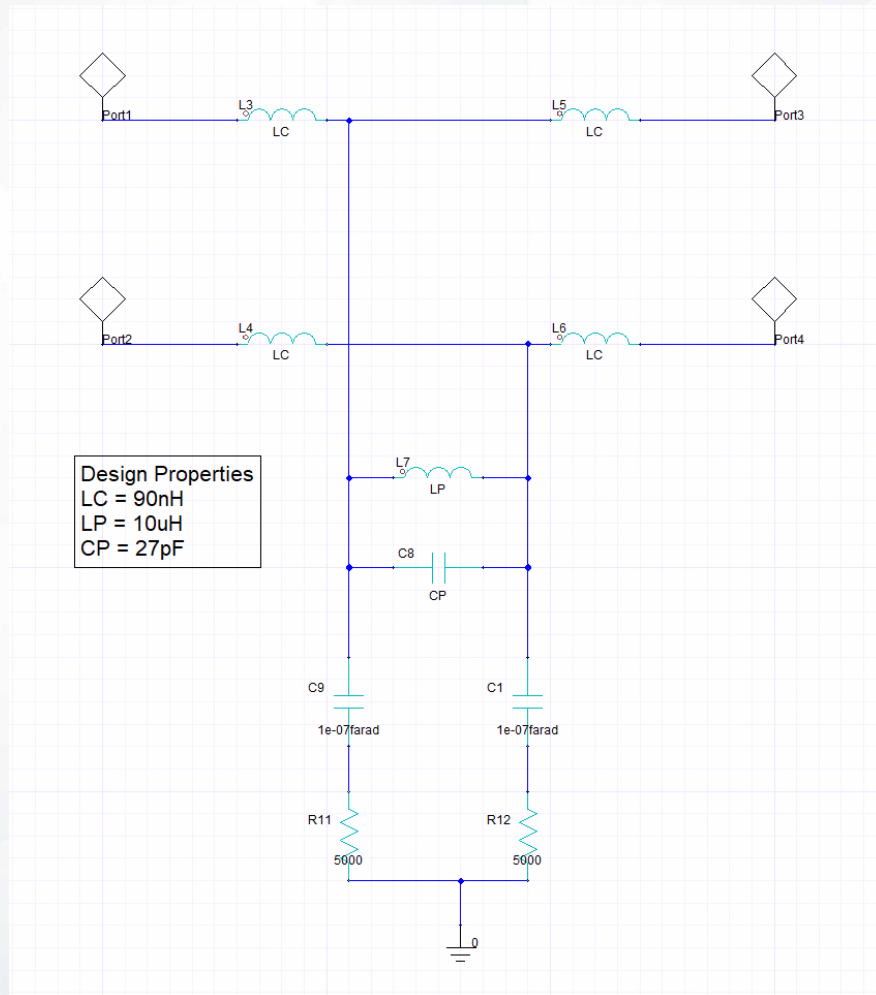 Port1
L3
LC
L5
LC
Port3
Port2
L4
LC
L6
LC
Port4
Design Properties
LC = 90nH
LP = 10uH
CP = 27pF
L7
LP
C8
CP
C9
1e-07farad
C1
1e-07farad
R11
5000
R12
5000
0